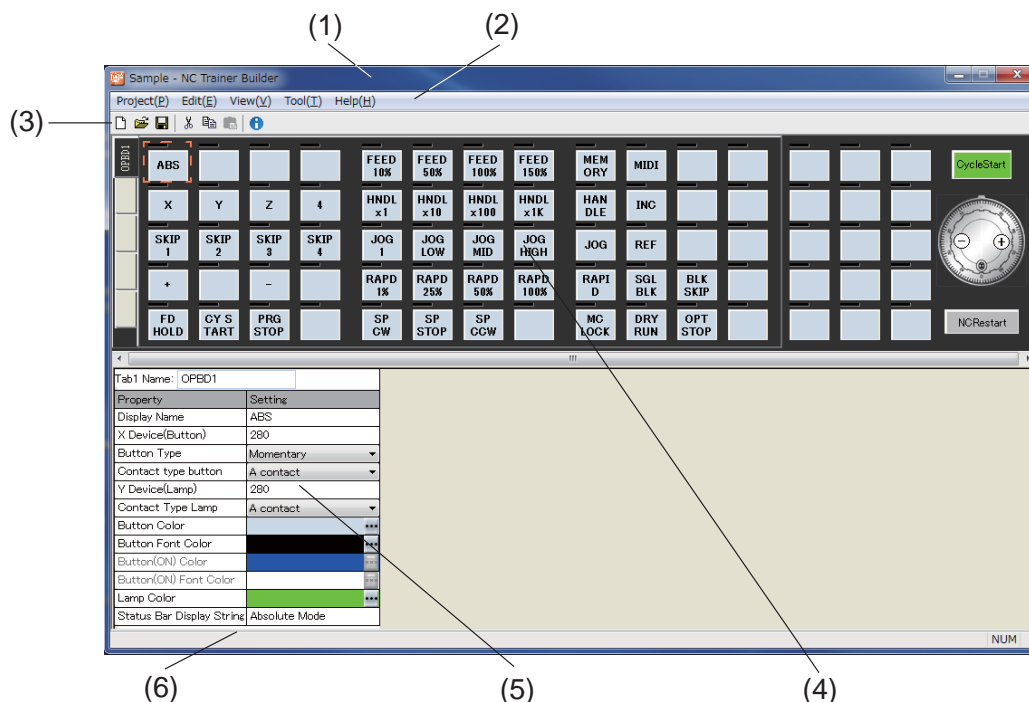 (1) (2)
Sample - NC Trainer Builder
Project(P) Edit(E) View(V) Tool(T) Help(H)
(3)
OPBD1
ABS FEED 10% FEED 50% FEED 100% FEED 150% MEM ORY MIDI CycleStart
X Y Z 4 HNDL x1 HNDL x10 HNDL x100 HNDL x1K HAN DLE INC
SKIP 1 SKIP 2 SKIP 3 SKIP 4 JOG 1 JOG LOW JOG MID JOG HIGH JOG REF
+ - RAPD 1% RAPD 25% RAPD 50% RAPD 100% RAPI D SGL BLK BLK SKIP
FD HOLD CY S TART PRG STOP SP CW SP STOP SP CCW MC LOCK DRY RUN OPT STOP NCRestart
Tab1 Name: OPBD1
Property Setting
Display Name ABS
X Device(Button) 280
Button Type Momentary
Contact type button A contact
Y Device(Lamp) 280
Contact Type Lamp A contact
Button Color
Button Font Color
Button(ON) Color
Button(ON) Font Color
Lamp Color
Status Bar Display String Absolute Mode
NUM
(6) (5) (4)